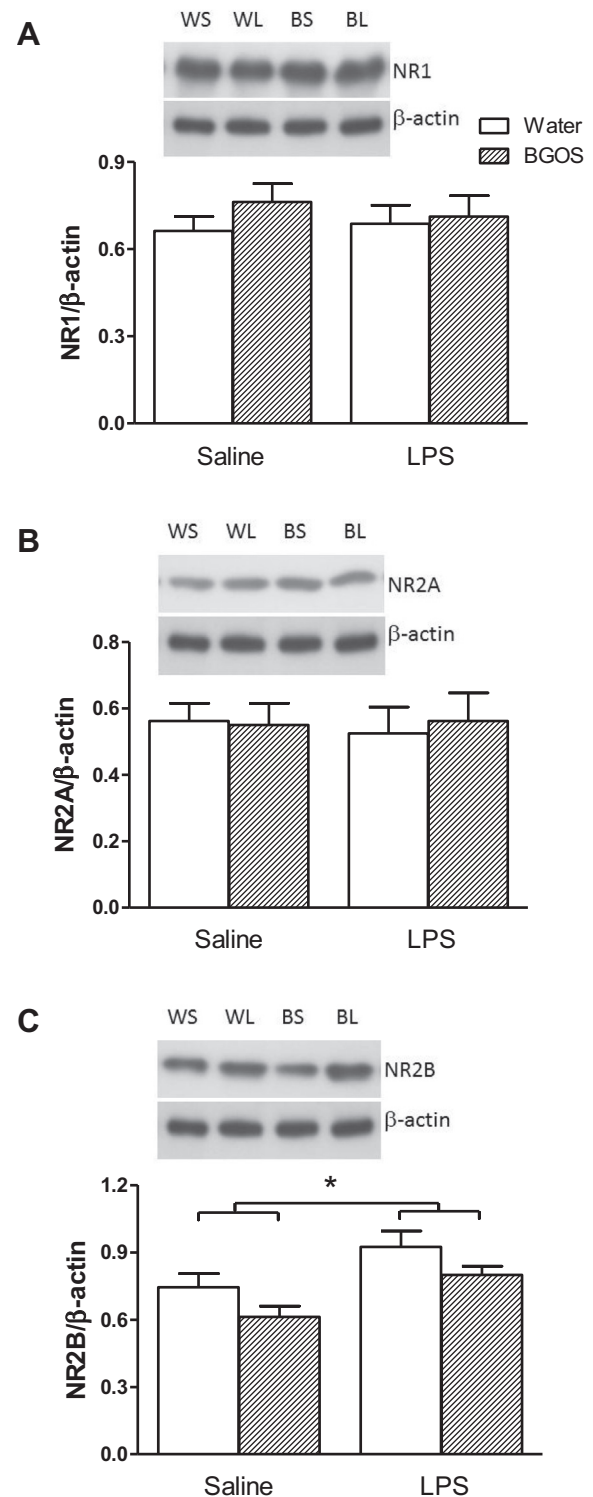 A
WS WL BS BL
NR1
β-actin
Water
BGOS
0.9
0.6
0.3
0.0
NR1/β-actin
Saline LPS
B
WS WL BS BL
NR2A
β-actin
0.8
0.6
0.4
0.2
0.0
NR2A/β-actin
Saline LPS
C
WS WL BS BL
NR2B
β-actin
1.2
0.9
0.6
0.3
0.0
NR2B/β-actin
*
Saline LPS